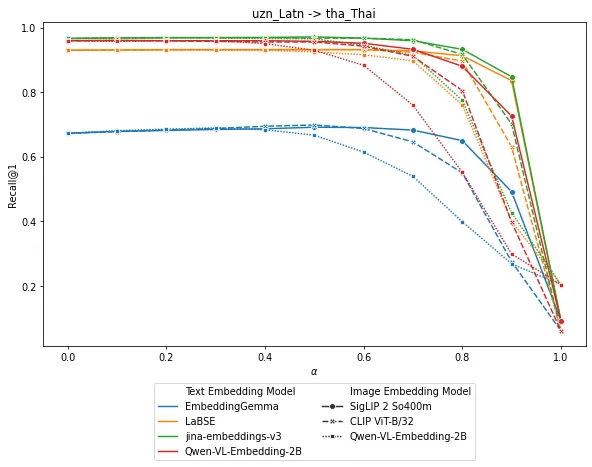 uzn_Latn -> tha_Thai
Recall@1
1.0
0.8
0.6
0.4
0.2
0.0 0.2 0.4 0.6 0.8 1.0
α
Text Embedding Model Image Embedding Model
EmbeddingGemma SigLIP 2 So400m
LaBSE CLIP ViT-B/32
jina-embeddings-v3 Qwen-VL-Embedding-2B
Qwen-VL-Embedding-2B